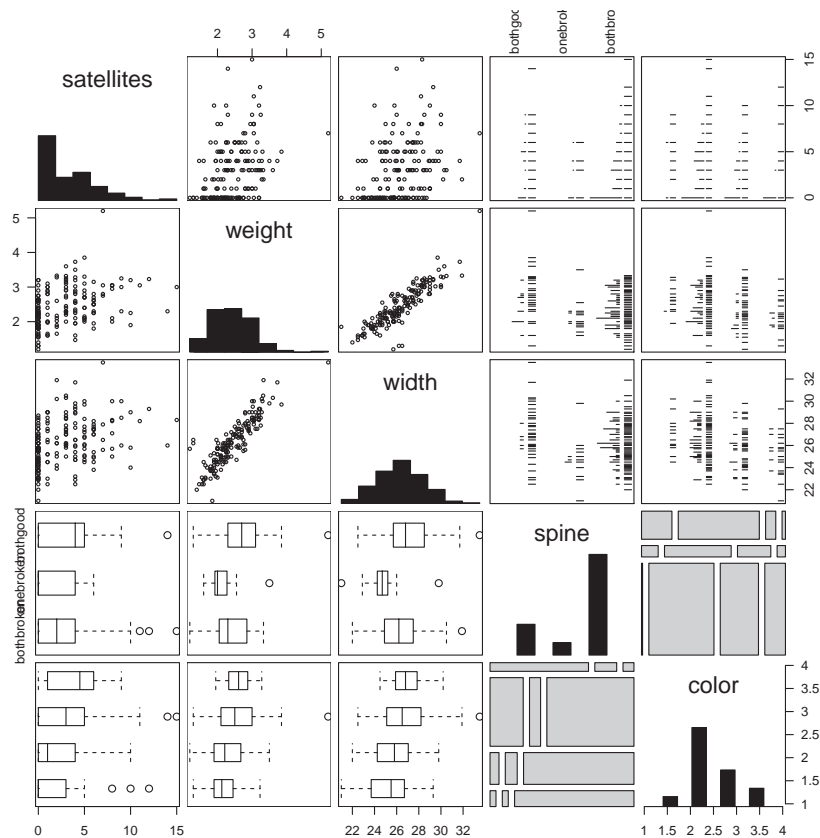 bothbro
2 3 4 5
satellites
0 5 10 15
weight
2 3 4 5
width
22 24 26 28 30 32
bothbroken onebroken bothgood
spine
color
1 1.5 2 2.5 3 3.5 4
0 5 10 15
22 24 26 28 30 32
1 1.5 2 2.5 3 3.5 4